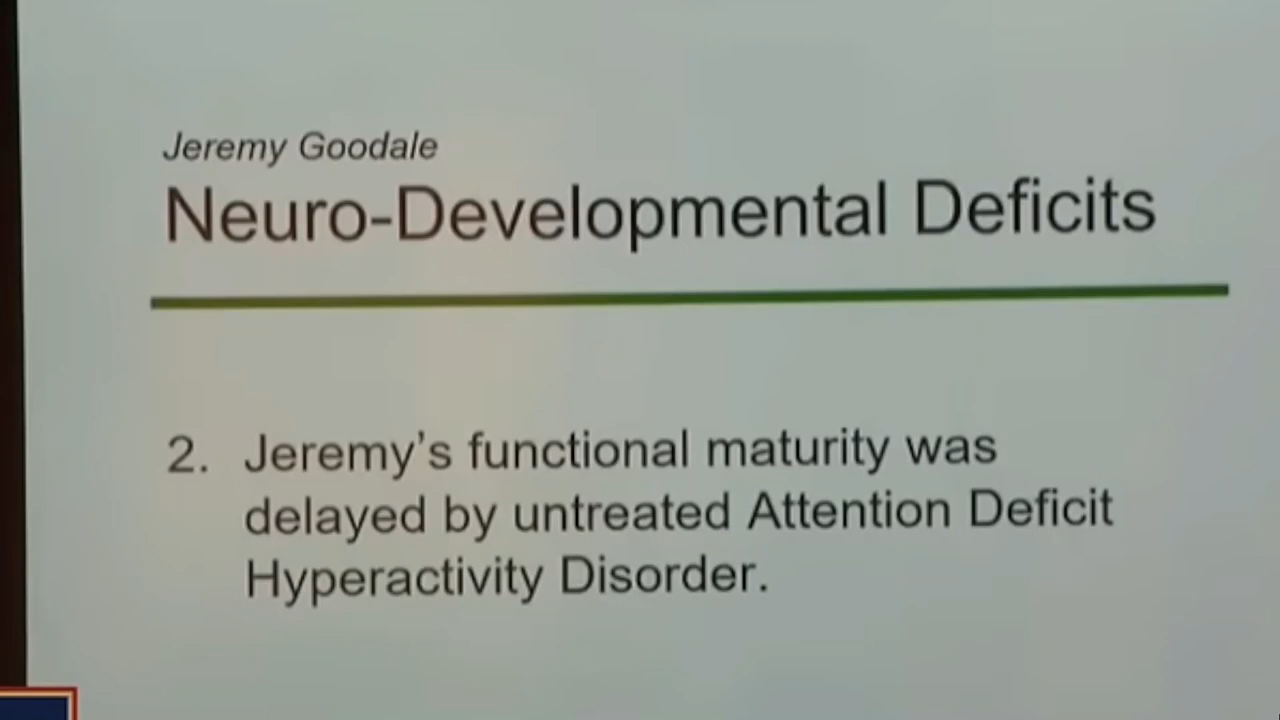 Jeremy Goodale
Neuro-Developmental Deficits
2. Jeremy's functional maturity was
delayed by untreated Attention Deficit
Hyperactivity Disorder.